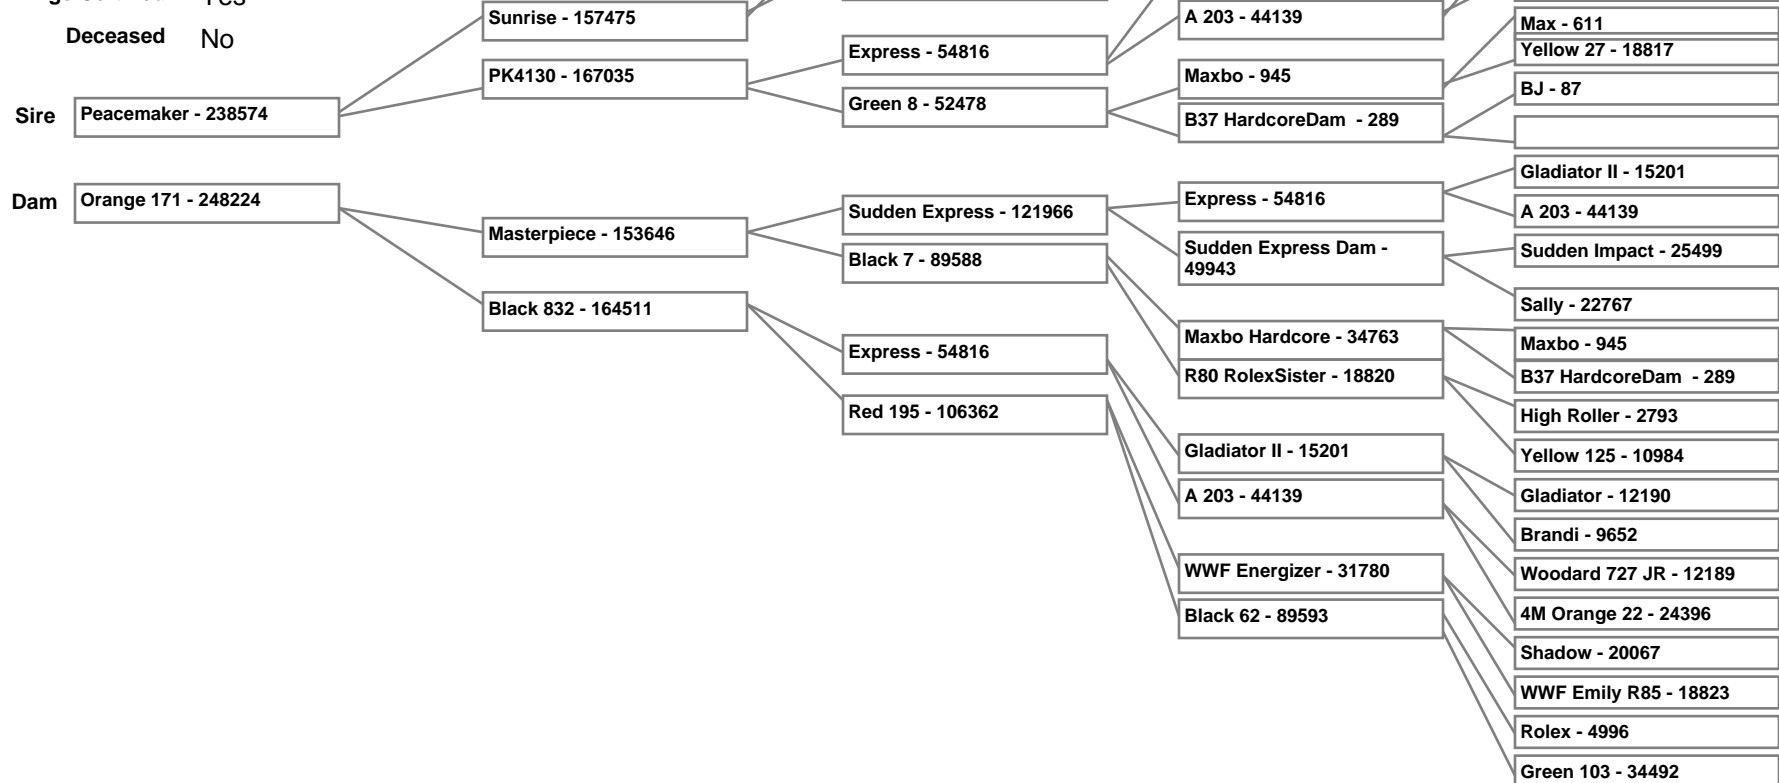 Yes
Deceased No
Sire
Dam
Peacemaker - 238574
Orange 171 - 248224
Sunrise - 157475
PK4130 - 167035
Masterpiece - 153646
Black 832 - 164511
Express - 54816
Green 8 - 52478
Sudden Express - 121966
Black 7 - 89588
Express - 54816
Red 195 - 106362
A 203 - 44139
Maxbo - 945
B37 HardcoreDam - 289
Express - 54816
Sudden Express Dam -
49943
Maxbo Hardcore - 34763
R80 RolexSister - 18820
Gladiator II - 15201
A 203 - 44139
WWF Energizer - 31780
Black 62 - 89593
Max - 611
Yellow 27 - 18817
BJ - 87
Gladiator II - 15201
A 203 - 44139
Sudden Impact - 25499
Sally - 22767
Maxbo - 945
B37 HardcoreDam - 289
High Roller - 2793
Yellow 125 - 10984
Gladiator - 12190
Brandi - 9652
Woodard 727 JR - 12189
4M Orange 22 - 24396
Shadow - 20067
WWF Emily R85 - 18823
Rolex - 4996
Green 103 - 34492